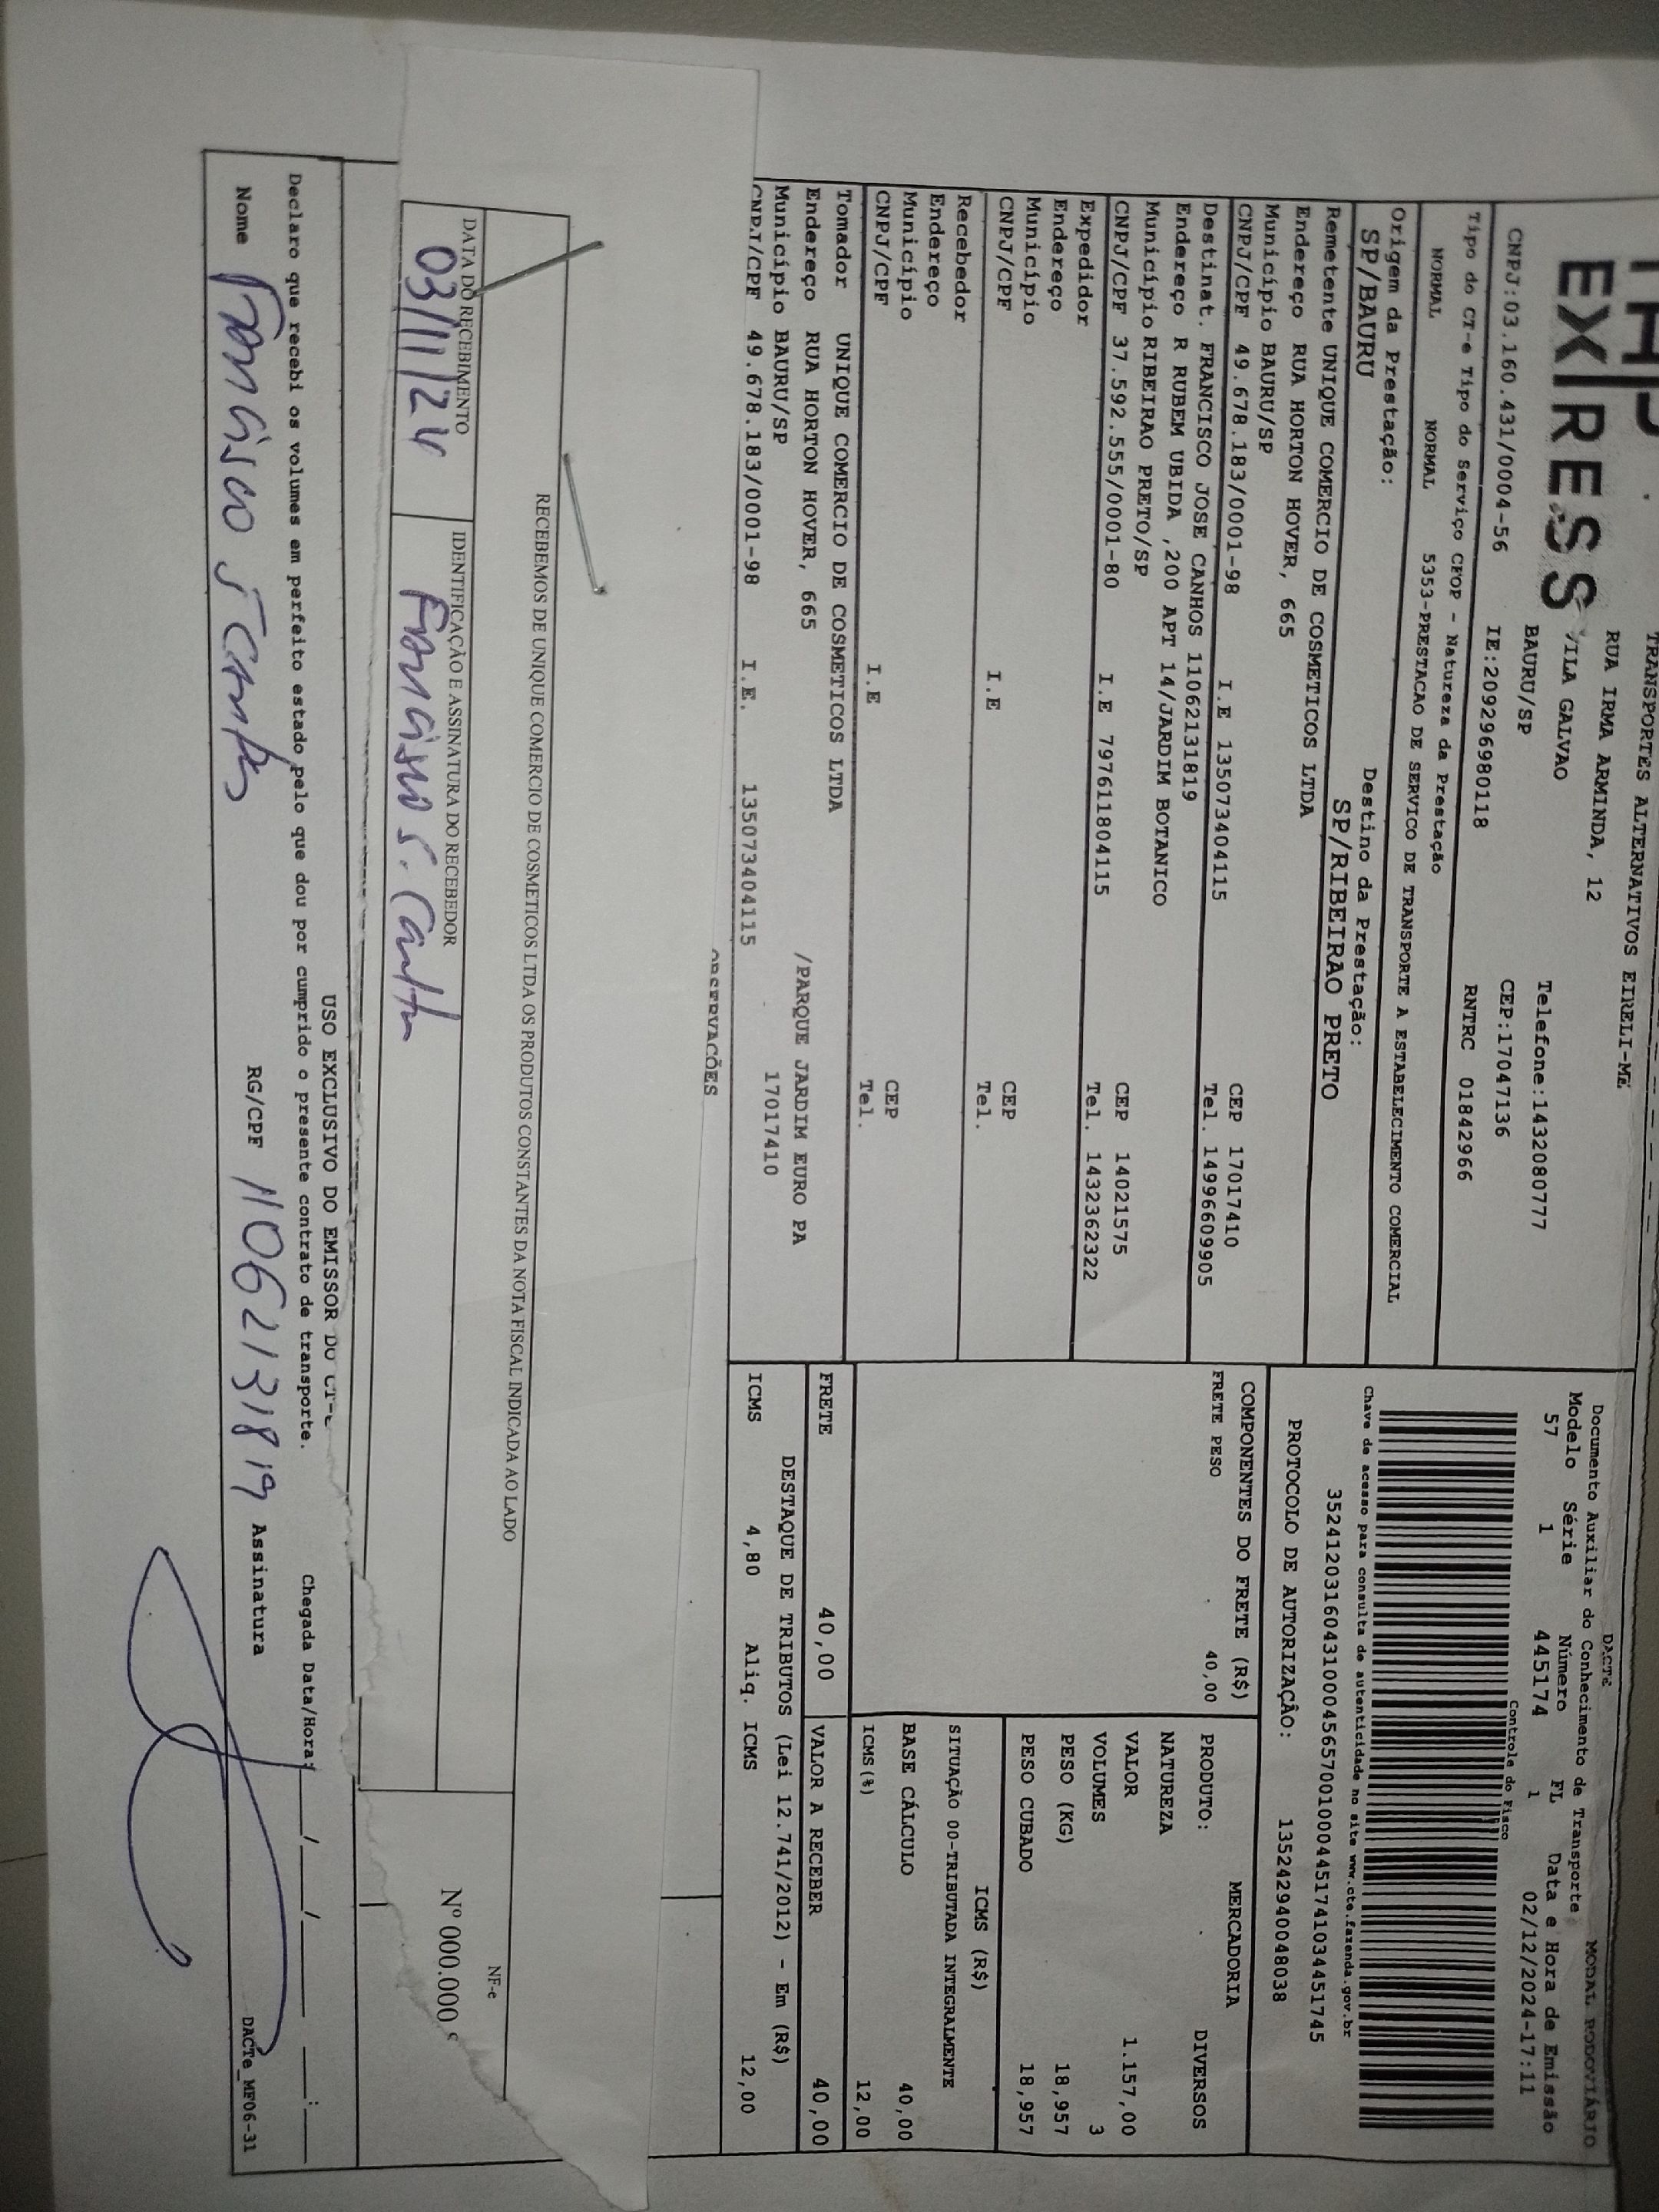 EXPRESS
TRANSPORTES ALTERNATIVOS EIRELI-ME
RUA IRMA ARMINDA, 12
VILA GALVAO
BAURU/SP
Telefone:1432080777
CNPJ:03.160.431/0004-56
IE:209296980118
CEP:17047136
RNTRC 01842966
Tipo do CT-e Tipo do Serviço CFOP - Natureza da Prestação
NORMAL NORMAL 5353-PRESTACAO DE SERVICO DE TRANSPORTE A ESTABELECIMENTO COMERCIAL
Origem da Prestação: Destino da Prestação:
SP/BAURU SP/RIBEIRAO PRETO
DACTE
MODAL RODOVIÁRIO
Documento Auxiliar do Conhecimento de Transporte
Modelo Série Número FL Data e Hora de Emissão
57 1 445174 1 02/12/2024-17:11
Controle do Fisco
Chave de acesso para consulta de autenticidade no site www.cte.fazenda.gov.br
35241203160431000456570010004451741034451745
PROTOCOLO DE AUTORIZAÇÃO: 135242940048038
Remetente UNIQUE COMERCIO DE COSMETICOS LTDA
Endereço RUA HORTON HOVER, 665
Município BAURU/SP CEP 17017410
CNPJ/CPF 49.678.183/0001-98 I.E 135073404115 Tel. 14996609905
Destinat. FRANCISCO JOSE CANHOS 11062131819
Endereço R RUBEM UBIDA ,200 APT 14/JARDIM BOTANICO
Município RIBEIRAO PRETO/SP CEP 14021575
CNPJ/CPF 37.592.555/0001-80 I.E 797611804115 Tel. 1432362322
Expedidor
Endereço
Município CEP
CNPJ/CPF I.E Tel.
Recebedor
Endereço
Município CEP
CNPJ/CPF I.E Tel.
Tomador UNIQUE COMERCIO DE COSMETICOS LTDA
Endereço RUA HORTON HOVER, 665 /PARQUE JARDIM EURO PA
Município BAURU/SP 17017410
CNPJ/CPF 49.678.183/0001-98 I.E. 135073404115
COMPONENTES DO FRETE (R$)
FRETE PESO 40,00
MERCADORIA
PRODUTO: DIVERSOS
NATUREZA
VALOR 1.157,00
VOLUMES 3
PESO (KG) 18,957
PESO CUBADO 18,957
ICMS (R$)
SITUAÇÃO 00-TRIBUTADA INTEGRALMENTE
BASE CÁLCULO 40,00
ICMS(%) 12,00
FRETE 40,00 VALOR A RECEBER 40,00
DESTAQUE DE TRIBUTOS (Lei 12.741/2012) - Em (R$)
ICMS 4,80 Aliq. ICMS 12,00
OBSERVAÇÕES
RECEBEMOS DE UNIQUE COMERCIO DE COSMETICOS LTDA OS PRODUTOS CONSTANTES DA NOTA FISCAL INDICADA AO LADO
NF-e
Nº 000.000
DATA DO RECEBIMENTO IDENTIFICAÇÃO E ASSINATURA DO RECEBEDOR
03/11/24
USO EXCLUSIVO DO EMISSOR DO CT-e
Declaro que recebi os volumes em perfeito estado pelo que dou por cumprido o presente contrato de transporte.
Chegada Data/Hora: ___/___/___ ___:___
Nome Francisco J Canhos RG/CPF 11062131819 Assinatura
DACTe_MF06-31